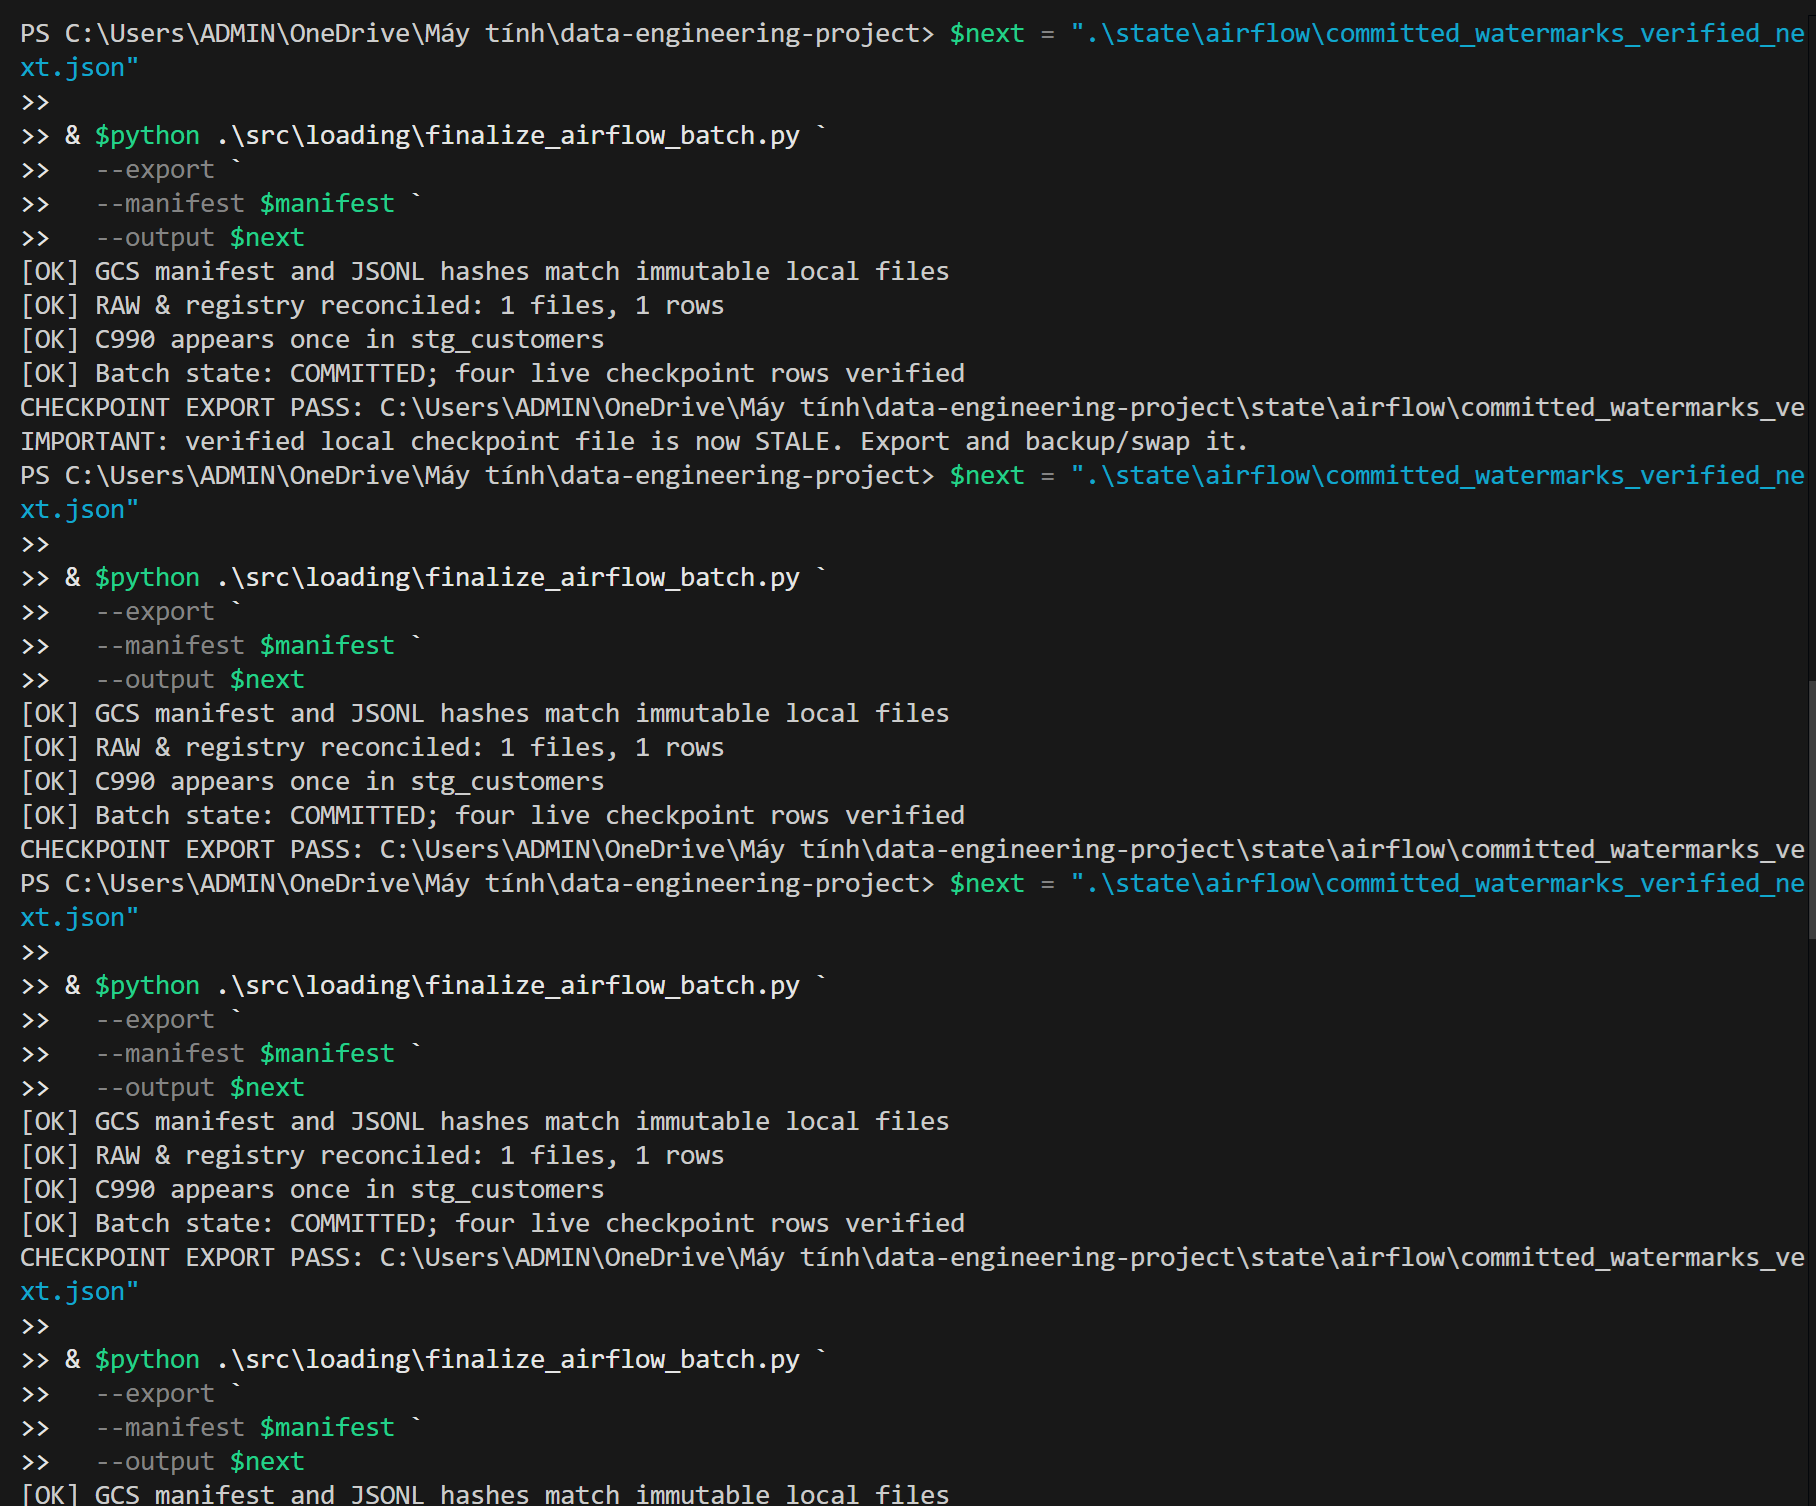 PS C:\Users\ADMIN\OneDrive\Máy tính\data-engineering-project> $next = ".\state\airflow\committed_watermarks_verified_ne
xt.json"
>>
>> & $python .\src\loading\finalize_airflow_batch.py `
>>   --export `
>>   --manifest $manifest `
>>   --output $next
[OK] GCS manifest and JSONL hashes match immutable local files
[OK] RAW & registry reconciled: 1 files, 1 rows
[OK] C990 appears once in stg_customers
[OK] Batch state: COMMITTED; four live checkpoint rows verified
CHECKPOINT EXPORT PASS: C:\Users\ADMIN\OneDrive\Máy tính\data-engineering-project\state\airflow\committed_watermarks_ve
IMPORTANT: verified local checkpoint file is now STALE. Export and backup/swap it.
PS C:\Users\ADMIN\OneDrive\Máy tính\data-engineering-project> $next = ".\state\airflow\committed_watermarks_verified_ne
xt.json"
>>
>> & $python .\src\loading\finalize_airflow_batch.py `
>>   --export `
>>   --manifest $manifest `
>>   --output $next
[OK] GCS manifest and JSONL hashes match immutable local files
[OK] RAW & registry reconciled: 1 files, 1 rows
[OK] C990 appears once in stg_customers
[OK] Batch state: COMMITTED; four live checkpoint rows verified
CHECKPOINT EXPORT PASS: C:\Users\ADMIN\OneDrive\Máy tính\data-engineering-project\state\airflow\committed_watermarks_ve
PS C:\Users\ADMIN\OneDrive\Máy tính\data-engineering-project> $next = ".\state\airflow\committed_watermarks_verified_ne
xt.json"
>>
>> & $python .\src\loading\finalize_airflow_batch.py `
>>   --export `
>>   --manifest $manifest `
>>   --output $next
[OK] GCS manifest and JSONL hashes match immutable local files
[OK] RAW & registry reconciled: 1 files, 1 rows
[OK] C990 appears once in stg_customers
[OK] Batch state: COMMITTED; four live checkpoint rows verified
CHECKPOINT EXPORT PASS: C:\Users\ADMIN\OneDrive\Máy tính\data-engineering-project\state\airflow\committed_watermarks_ve
xt.json"
>>
>> & $python .\src\loading\finalize_airflow_batch.py `
>>   --export `
>>   --manifest $manifest `
>>   --output $next
[OK] GCS manifest and JSONL hashes match immutable local files